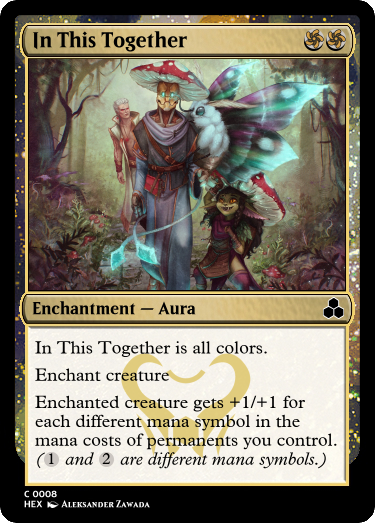 In This Together
Enchantment — Aura
In This Together is all colors.
Enchant creature
Enchanted creature gets +1/+1 for
each different mana symbol in the
mana costs of permanents you control.
(1 and 2 are different mana symbols.)
C 0008
HEX Aleksander Zawada